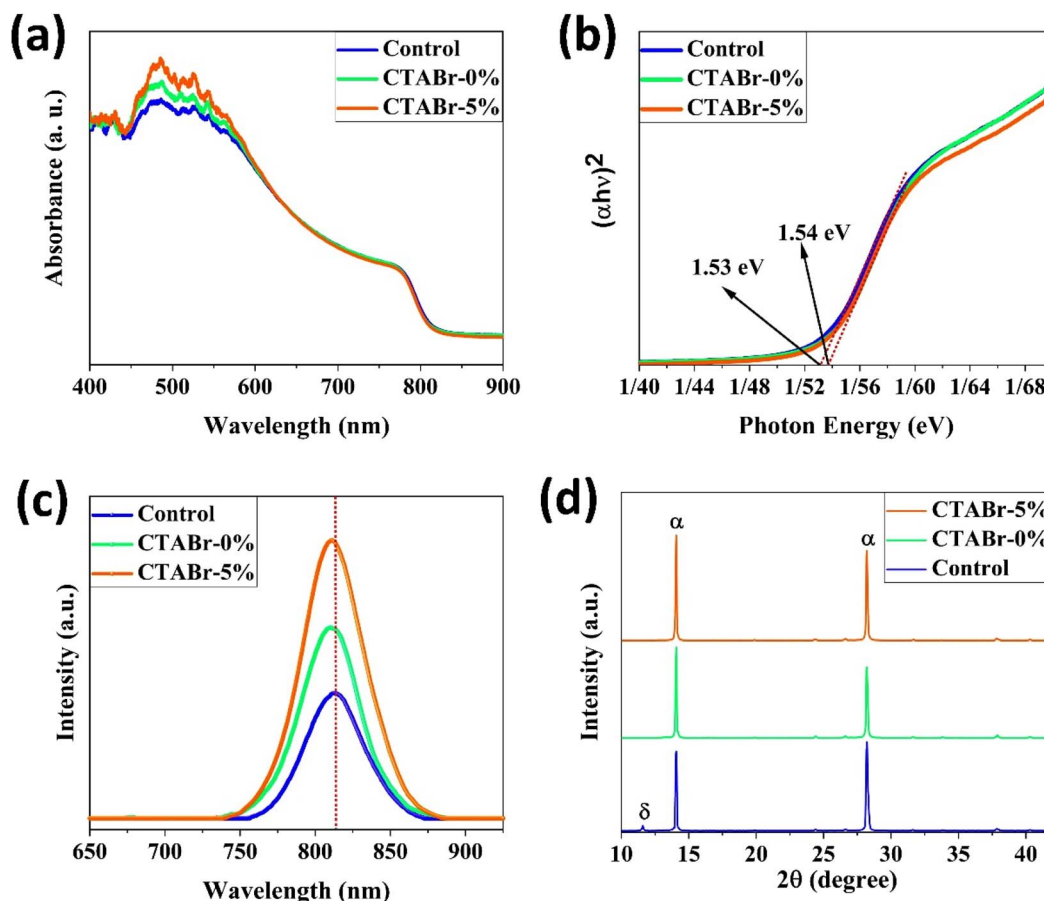 (a)
Control
CTABr-0%
CTABr-5%
Absorbance (a. u.)
400 500 600 700 800 900
Wavelength (nm)
(b)
Control
CTABr-0%
CTABr-5%
(αhν)²
1.54 eV
1.53 eV
1/40 1/44 1/48 1/52 1/56 1/60 1/64 1/68
Photon Energy (eV)
(c)
Control
CTABr-0%
CTABr-5%
Intensity (a.u.)
650 700 750 800 850 900
Wavelength (nm)
(d)
CTABr-5%
CTABr-0%
Control
α
α
δ
Intensity (a.u.)
10 15 20 25 30 35 40
2θ (degree)